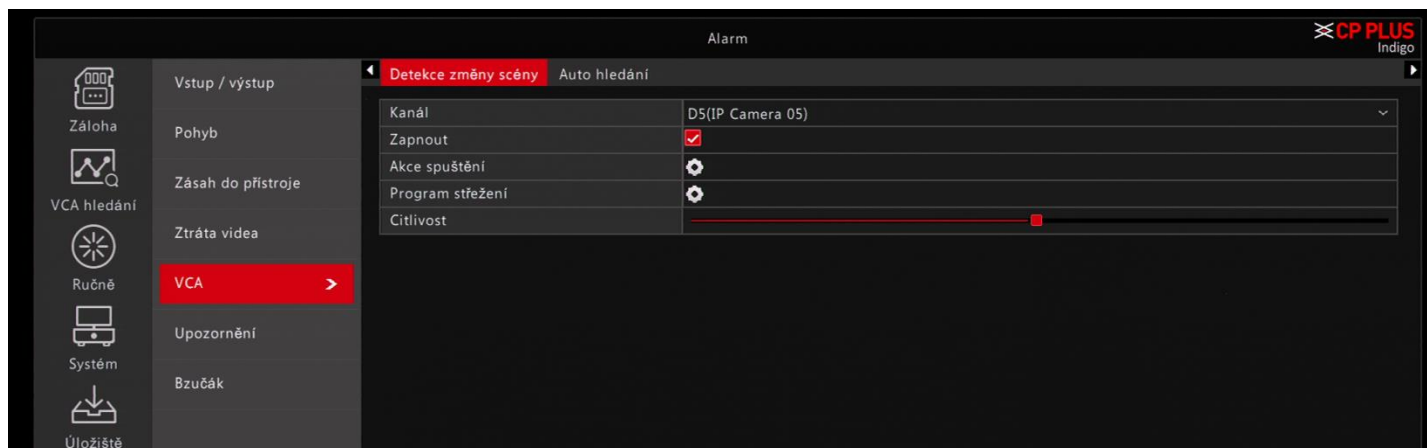 Alarm
CP PLUS
Indigo
Záloha
VCA hledání
Ručně
Systém
Úložiště
Vstup / výstup
Pohyb
Zásah do přístroje
Ztráta videa
VCA
Upozornění
Bzučák
Detekce změny scény Auto hledání
Kanál D5(IP Camera 05)
Zapnout
Akce spuštění
Program střežení
Citlivost